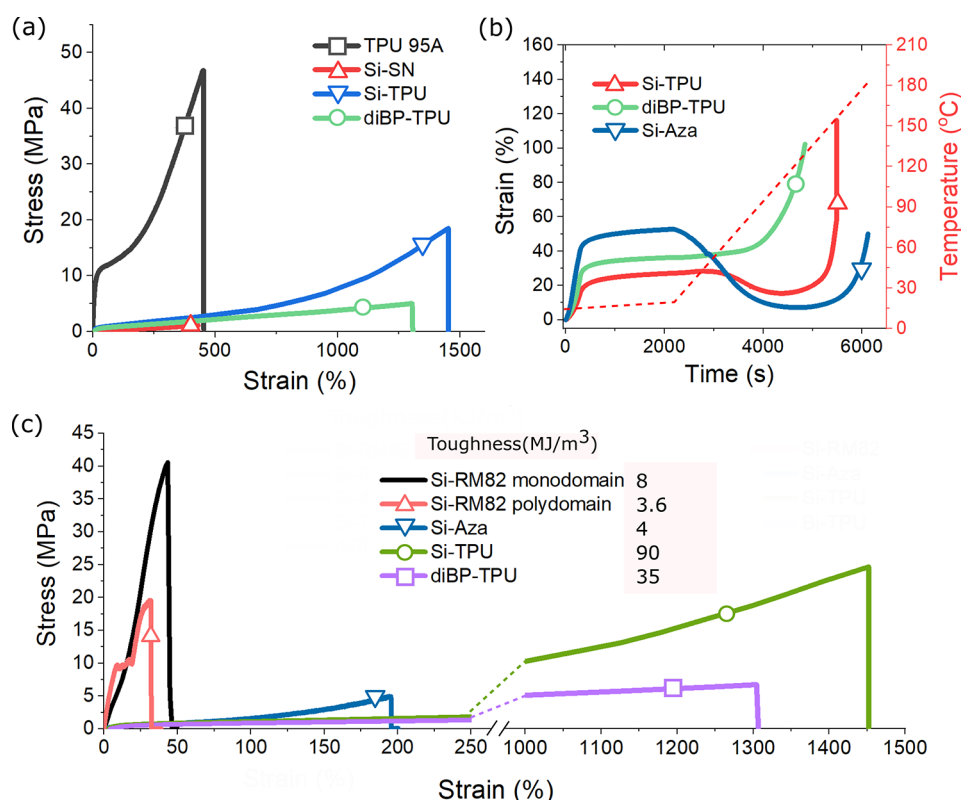 (a)
Stress (MPa)
50
40
30
20
10
0
0
500
1000
1500
Strain (%)
TPU 95A
Si-SN
Si-TPU
diBP-TPU
(b)
Strain (%)
160
140
120
100
80
60
40
20
0
0
2000
4000
6000
Time (s)
210
180
150
120
90
60
30
0
Temperature (°C)
Si-TPU
diBP-TPU
Si-Aza
(c)
Stress (MPa)
45
40
35
30
25
20
15
10
5
0
0
50
100
150
200
250
1000
1100
1200
1300
1400
1500
Strain (%)
Toughness(MJ/m³)
Si-RM82 monodomain 8
Si-RM82 polydomain 3.6
Si-Aza 4
Si-TPU 90
diBP-TPU 35